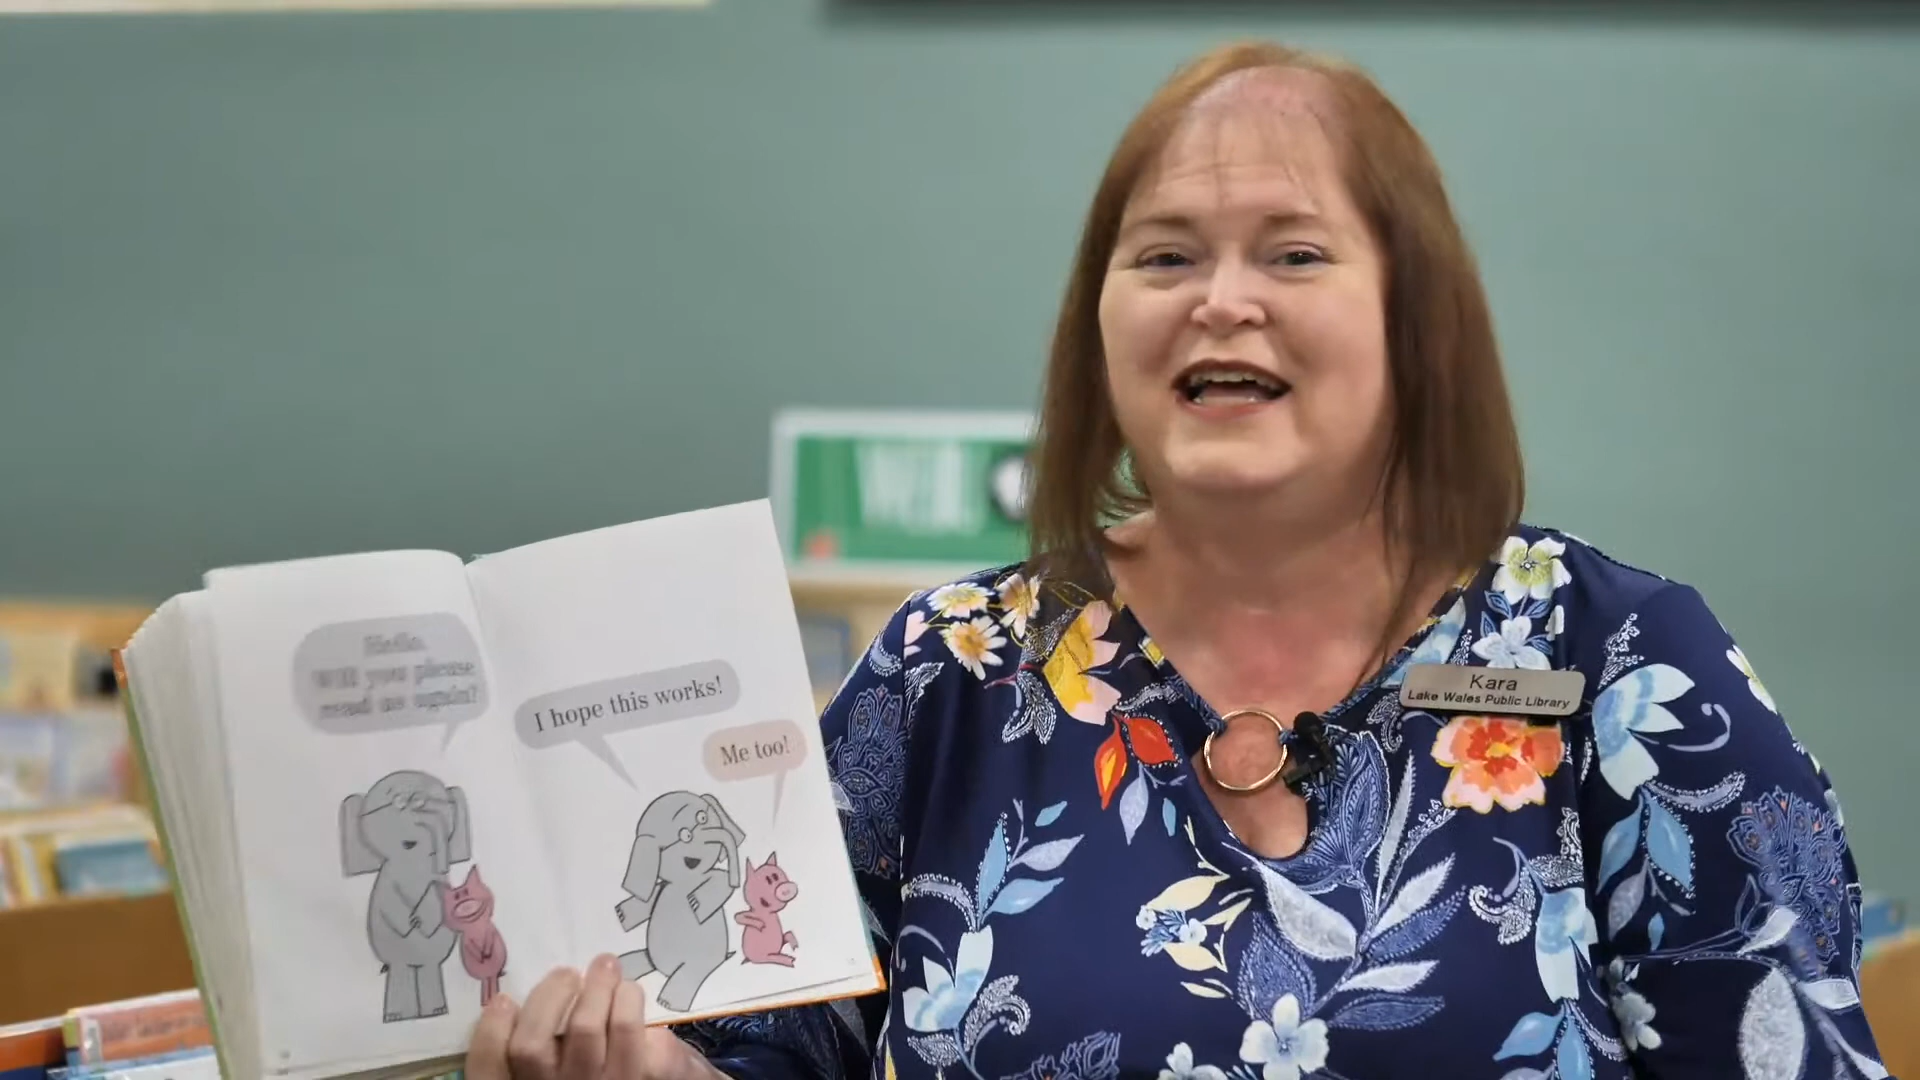 Hello.
Will you please
read us again?
I hope this works!
Me too!
Kara
Lake Wales Public Library